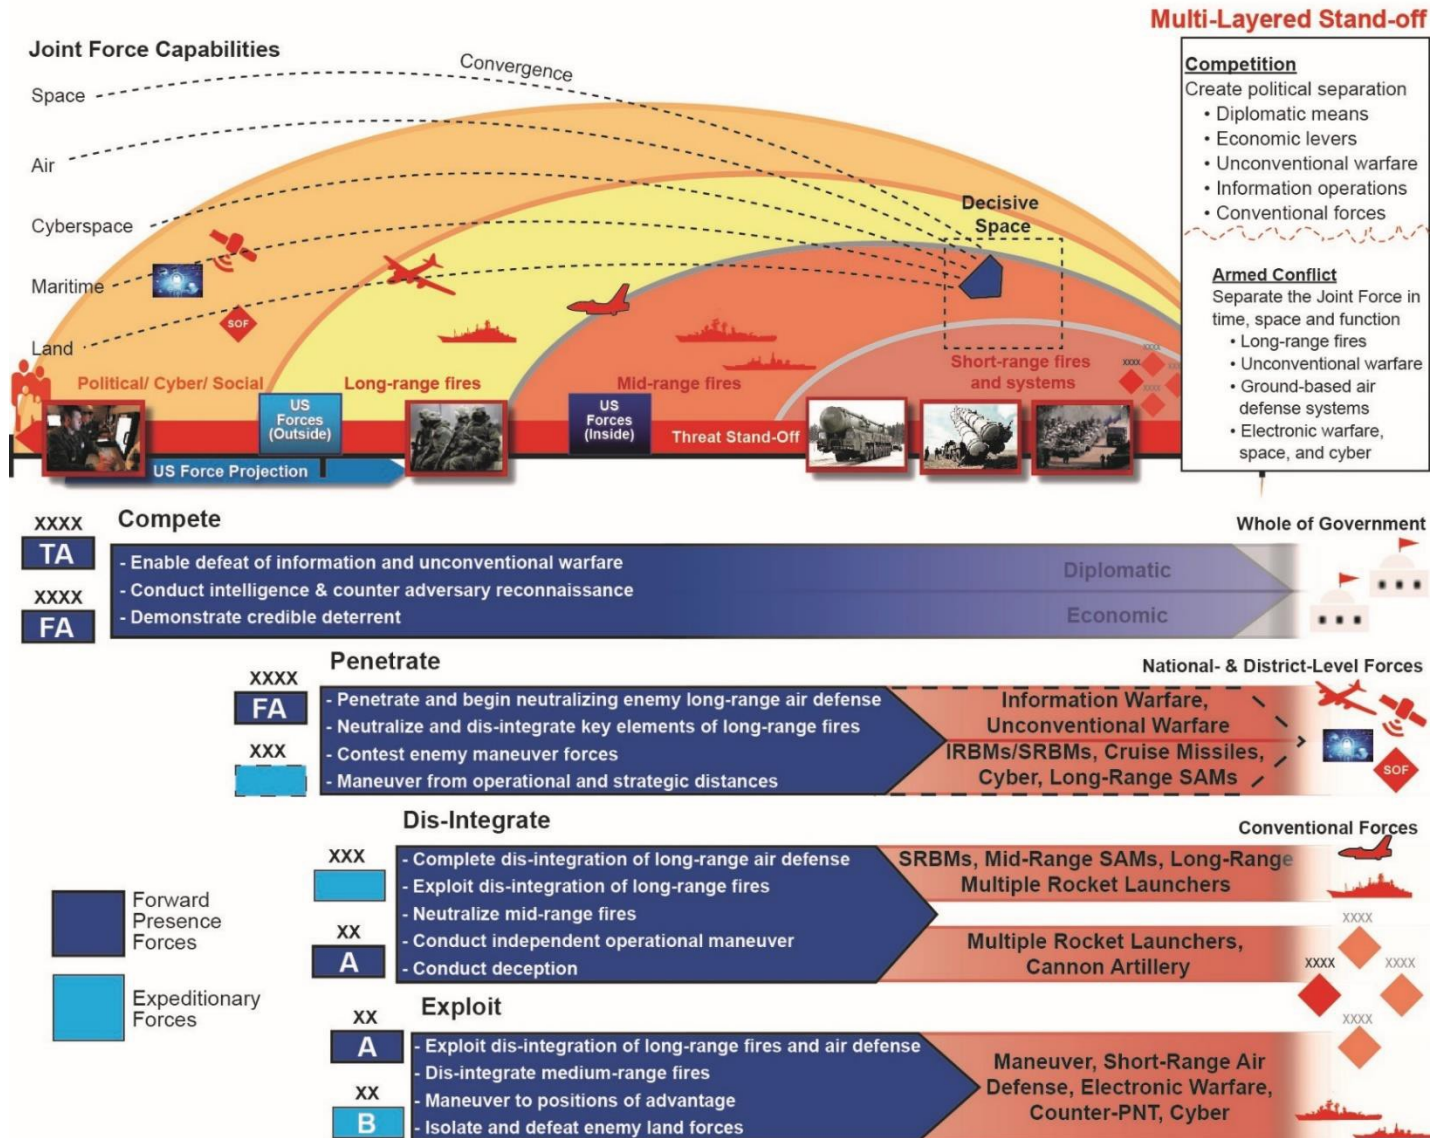 Multi-Layered Stand-off
Joint Force Capabilities
Space
Air
Cyberspace
Maritime
Land
Convergence
Decisive
Space
SOF
Political/ Cyber/ Social
Long-range fires
Mid-range fires
Short-range fires
and systems
XXXX
XXXX
XXXX
XXXX
US
Forces
(Outside)
US
Forces
(Inside)
Threat Stand-Off
US Force Projection
Competition
Create political separation
• Diplomatic means
• Economic levers
• Unconventional warfare
• Information operations
• Conventional forces
Armed Conflict
Separate the Joint Force in
time, space and function
• Long-range fires
• Unconventional warfare
• Ground-based air
defense systems
• Electronic warfare,
space, and cyber
XXXX
TA
XXXX
FA
Compete
- Enable defeat of information and unconventional warfare
- Conduct intelligence & counter adversary reconnaissance
- Demonstrate credible deterrent
Diplomatic
Economic
Whole of Government
XXXX
FA
XXX
Penetrate
- Penetrate and begin neutralizing enemy long-range air defense
- Neutralize and dis-integrate key elements of long-range fires
- Contest enemy maneuver forces
- Maneuver from operational and strategic distances
Information Warfare,
Unconventional Warfare
IRBMs/SRBMs, Cruise Missiles,
Cyber, Long-Range SAMs
National- & District-Level Forces
SOF
XXX
XX
A
Dis-Integrate
- Complete dis-integration of long-range air defense
- Exploit dis-integration of long-range fires
- Neutralize mid-range fires
- Conduct independent operational maneuver
- Conduct deception
SRBMs, Mid-Range SAMs, Long-Range
Multiple Rocket Launchers
Multiple Rocket Launchers,
Cannon Artillery
Conventional Forces
XXXX
XXXX
XXXX
XXXX
Forward
Presence
Forces
Expeditionary
Forces
XX
A
XX
B
Exploit
- Exploit dis-integration of long-range fires and air defense
- Dis-integrate medium-range fires
- Maneuver to positions of advantage
- Isolate and defeat enemy land forces
Maneuver, Short-Range Air
Defense, Electronic Warfare,
Counter-PNT, Cyber